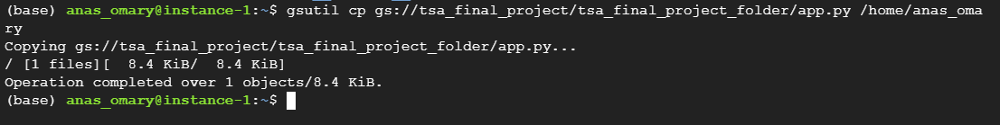 (base) anas_omary@instance-1:~$ gsutil cp gs://tsa_final_project/tsa_final_project_folder/app.py /home/anas_oma
ry
Copying gs://tsa_final_project/tsa_final_project_folder/app.py...
/ [1 files][  8.4 KiB/  8.4 KiB]
Operation completed over 1 objects/8.4 KiB.
(base) anas_omary@instance-1:~$